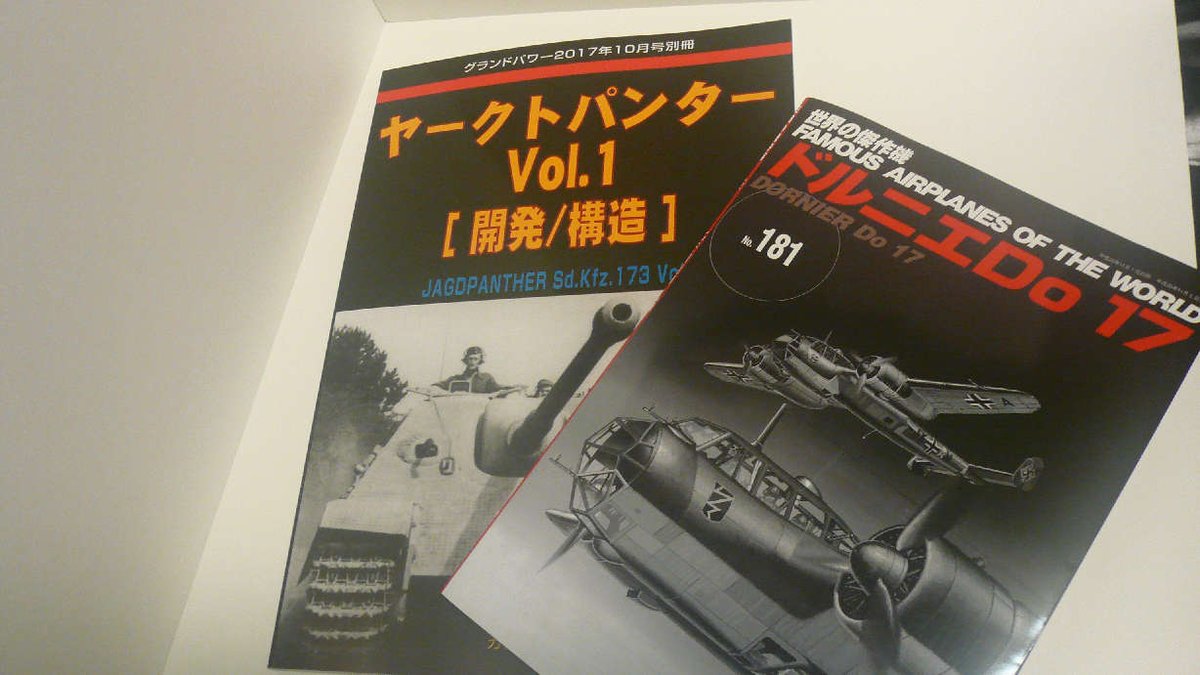 グランドパワー2017年10月号別冊
ヤークトパンター
Vol.1
[ 開発/構造 ]
JAGDPANTHER Sd.Kfz.173
世界の傑作機
FAMOUS AIRPLANES OF THE WORLD
ドルニエDo 17
DORNIER Do 17
No. 181